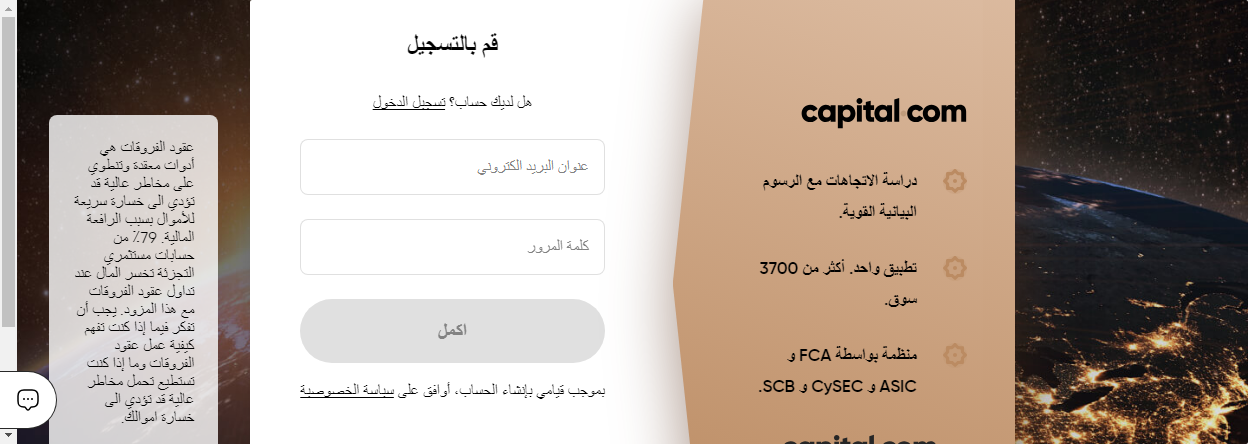 capital com
دراسة الاتجاهات مع الرسوم
البيانية القوية.
تطبيق واحد. أكثر من 3700
سوق.
منظمة بواسطة FCA و
ASIC و CySEC و SCB.
capital com
قم بالتسجيل
هل لديك حساب؟ تسجيل الدخول
عنوان البريد الكتروني
كلمة المرور
اكمل
بموجب قيامي بإنشاء الحساب، أوافق على سياسة الخصوصية
عقود الفروقات هي
أدوات معقدة وتنطوي
على مخاطر عالية قد
تؤدي الى خسارة سريعة
للأموال بسبب الرافعة
المالية. 79٪ من
حسابات مستثمري
التجزئة تخسر المال عند
تداول عقود الفروقات
مع هذا المزود. يجب أن
تفكر فيما إذا كنت تفهم
كيفية عمل عقود
الفروقات وما إذا كنت
تستطيع تحمل مخاطر
عالية قد تؤدي الى
خسارة اموالك.